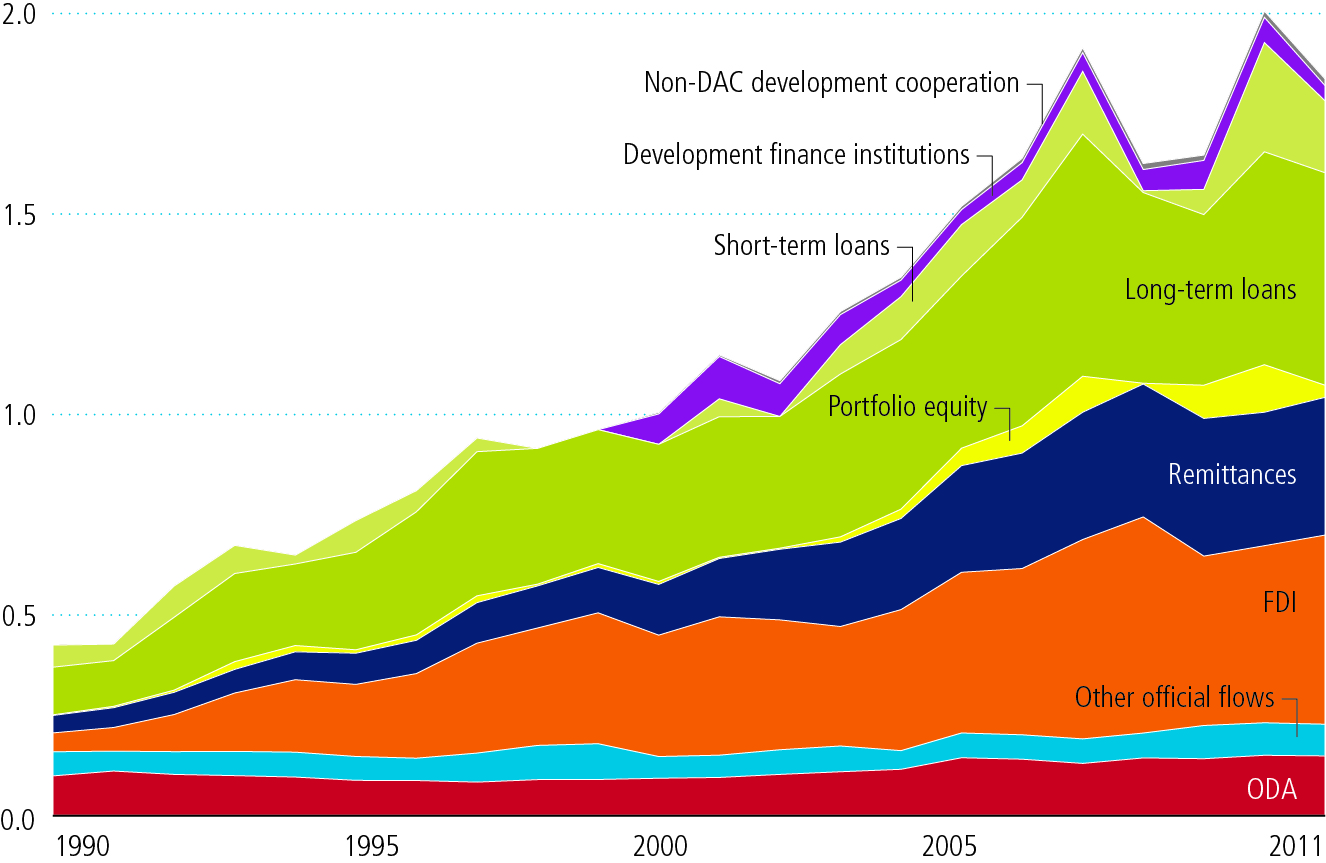 2.0
Non-DAC development cooperation
Development finance institutions
1.5
Short-term loans
Long-term loans
1.0
Portfolio equity
Remittances
0.5
FDI
Other official flows
ODA
0.0
1990 1995 2000 2005 2011